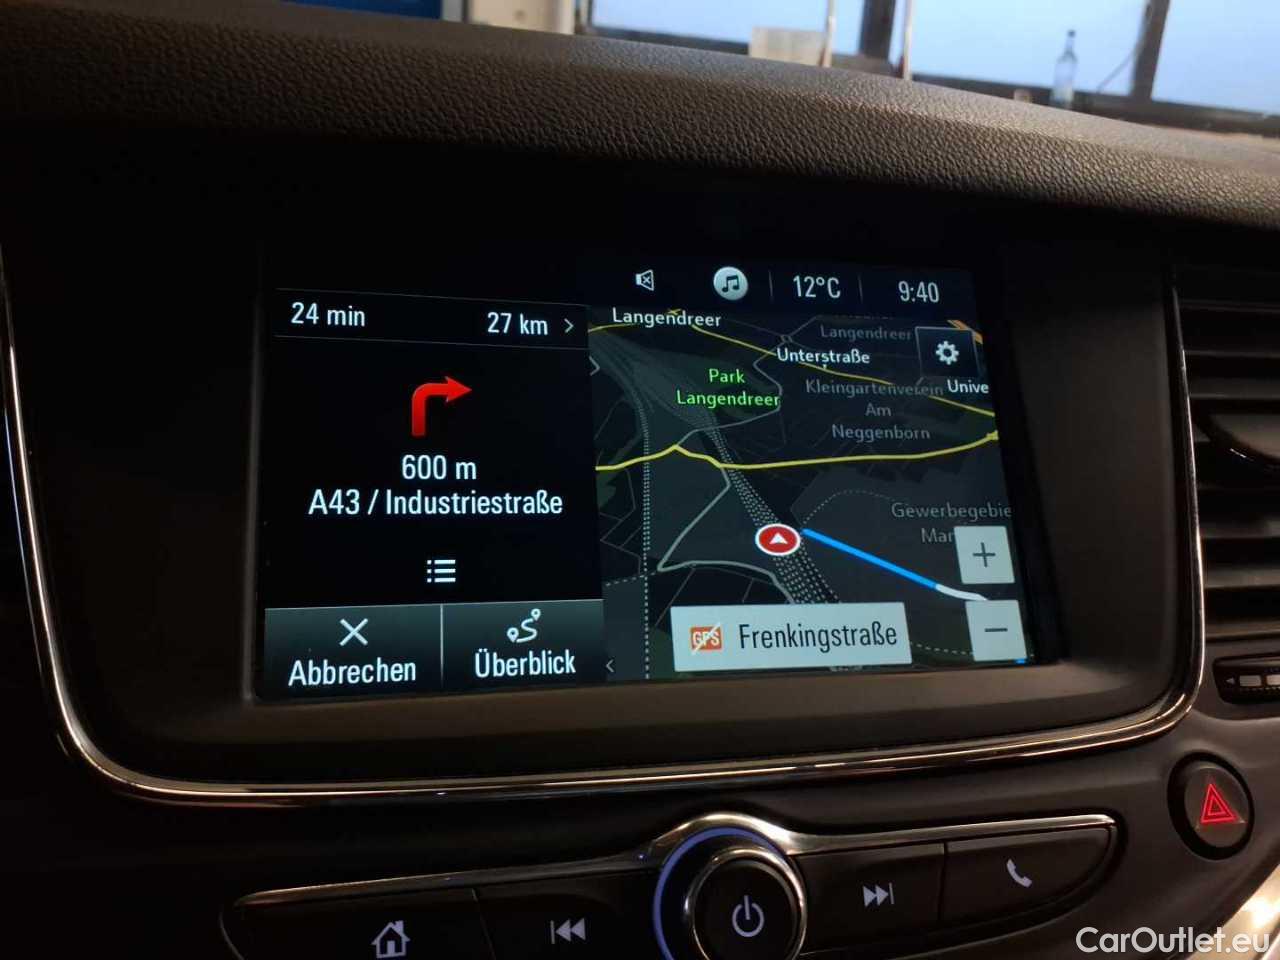 12°C
9:40
24 min
27 km
600 m
A43 / Industriestraße
Abbrechen
Überblick
Langendreer
Langendreer
Unterstraße
Park
Langendreer
Kleingartenverein
Am
Neggenborn
Unive
Gewerbegebie
Mar
+
−
GPS
Frenkingstraße
CarOutlet.eu